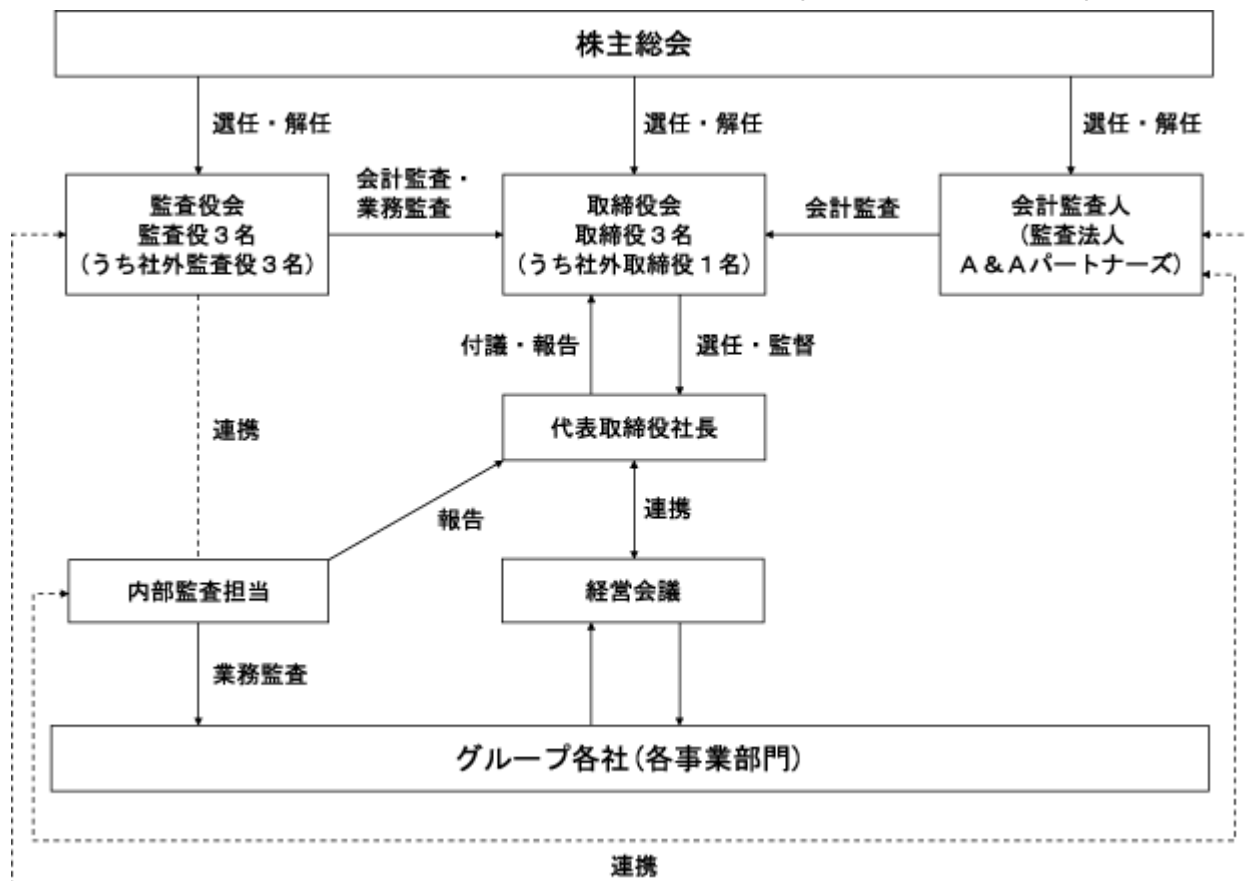 株主総会
選任・解任
選任・解任
選任・解任
監査役会
監査役3名
(うち社外監査役3名)
会計監査・
業務監査
取締役会
取締役3名
(うち社外取締役1名)
会計監査
会計監査人
(監査法人
A&Aパートナーズ)
付議・報告
選任・監督
連携
代表取締役社長
報告
連携
内部監査担当
経営会議
業務監査
グループ各社(各事業部門)
連携